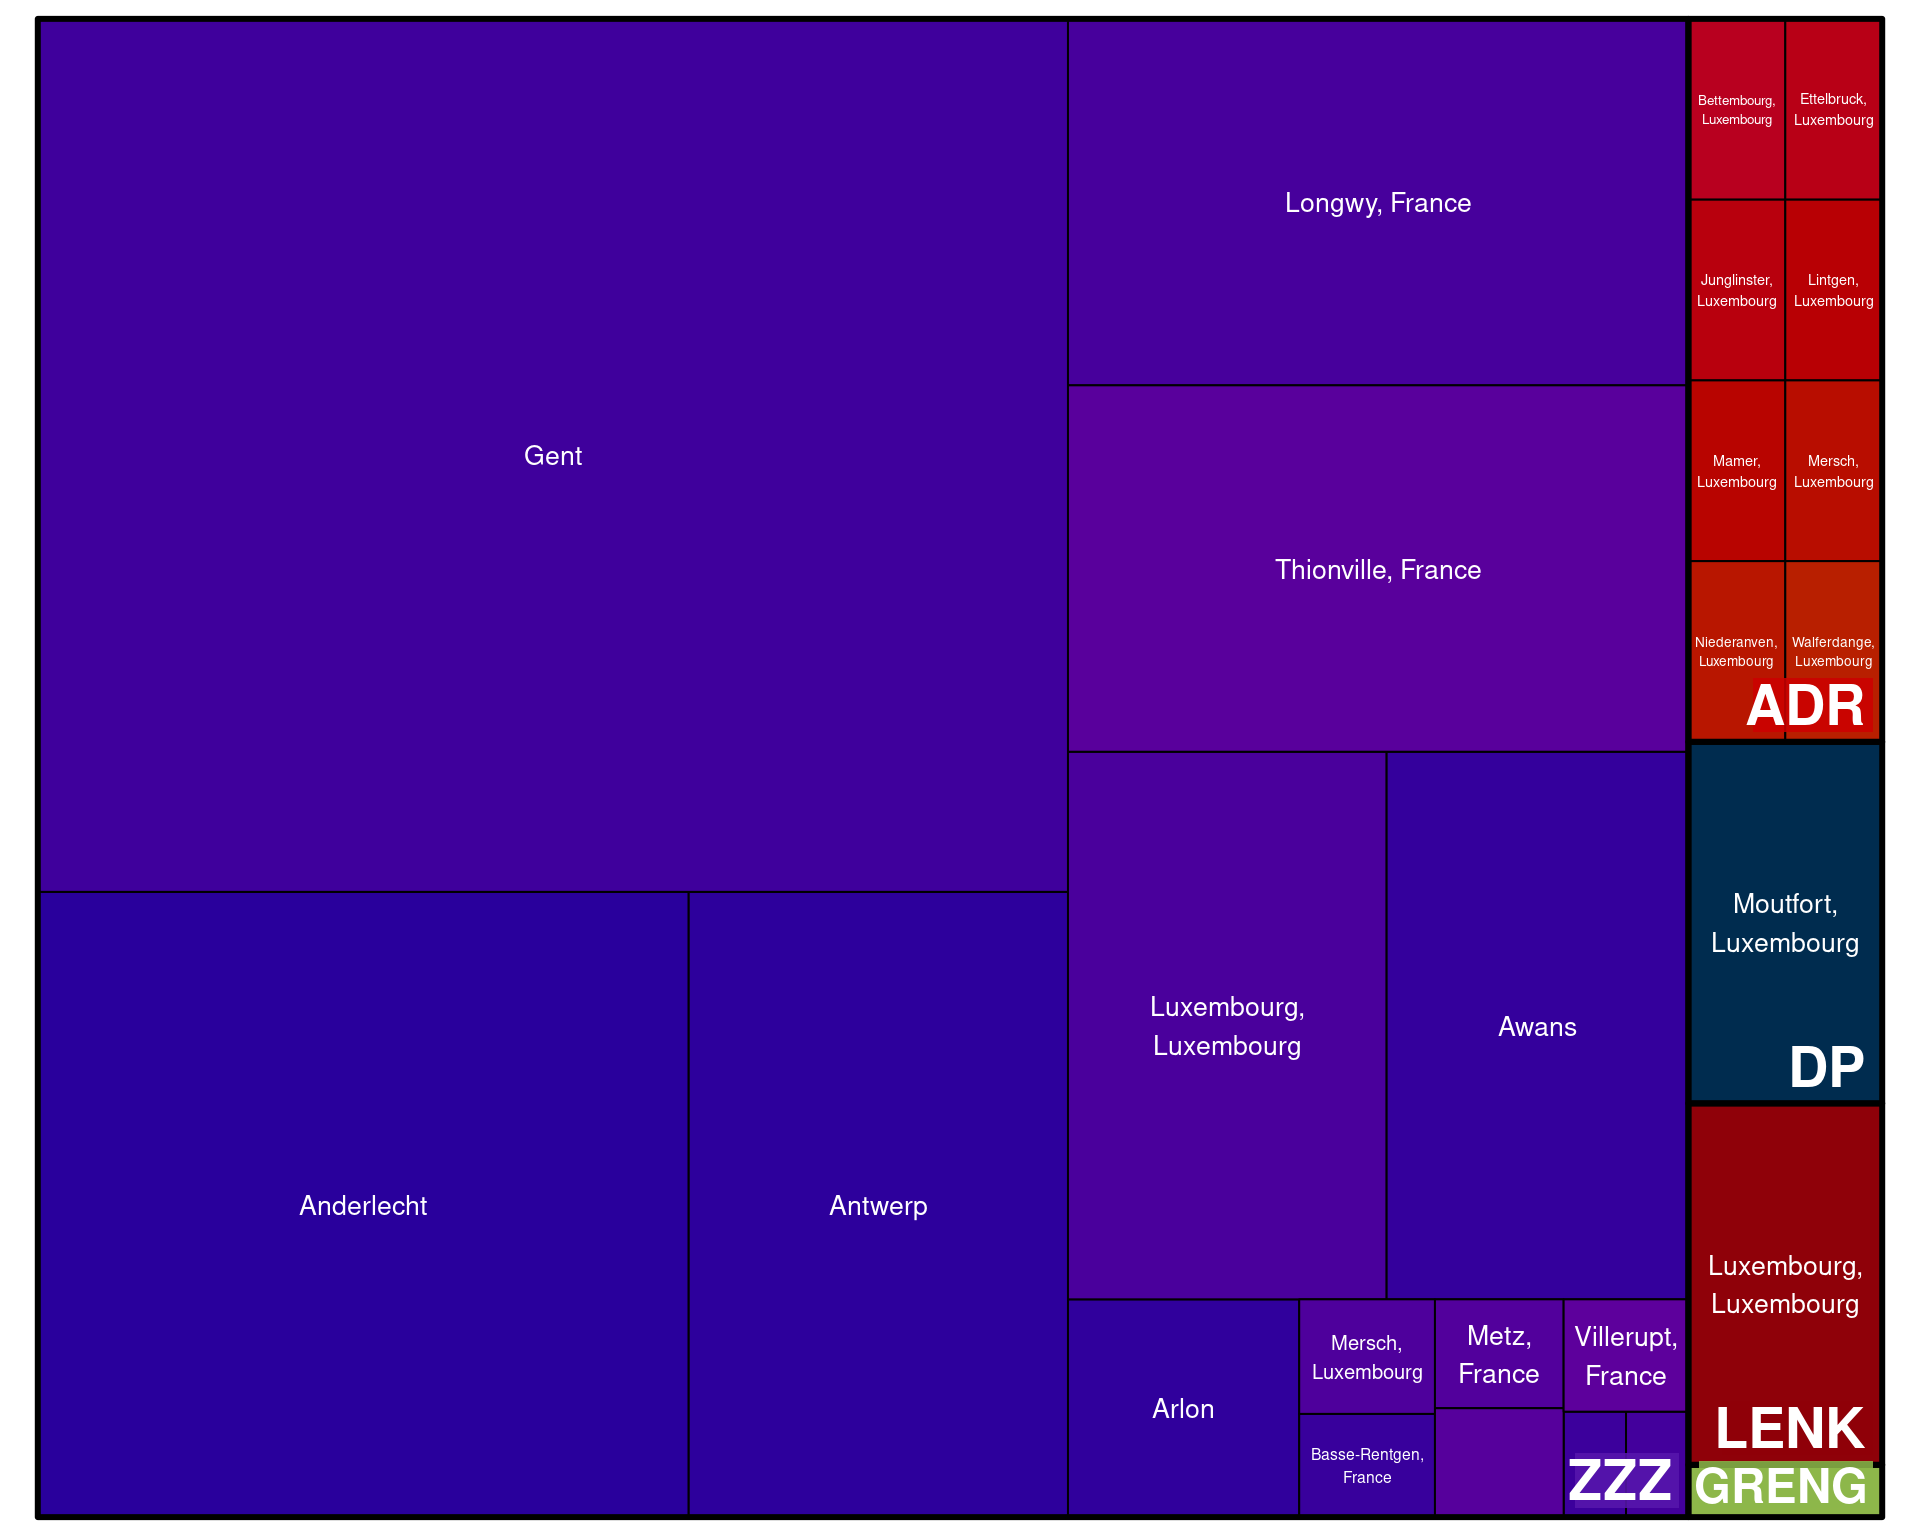 Gent
Anderlecht
Antwerp
Longwy, France
Thionville, France
Luxembourg,
Luxembourg
Awans
Arlon
Mersch,
Luxembourg
Basse-Rentgen,
France
Metz,
France
Villerupt,
France
ZZZ
Bettembourg,
Luxembourg
Ettelbruck,
Luxembourg
Junglinster,
Luxembourg
Lintgen,
Luxembourg
Mamer,
Luxembourg
Mersch,
Luxembourg
Niederanven,
Luxembourg
Walferdange,
Luxembourg
ADR
Moutfort,
Luxembourg
DP
Luxembourg,
Luxembourg
LENK
GRENG